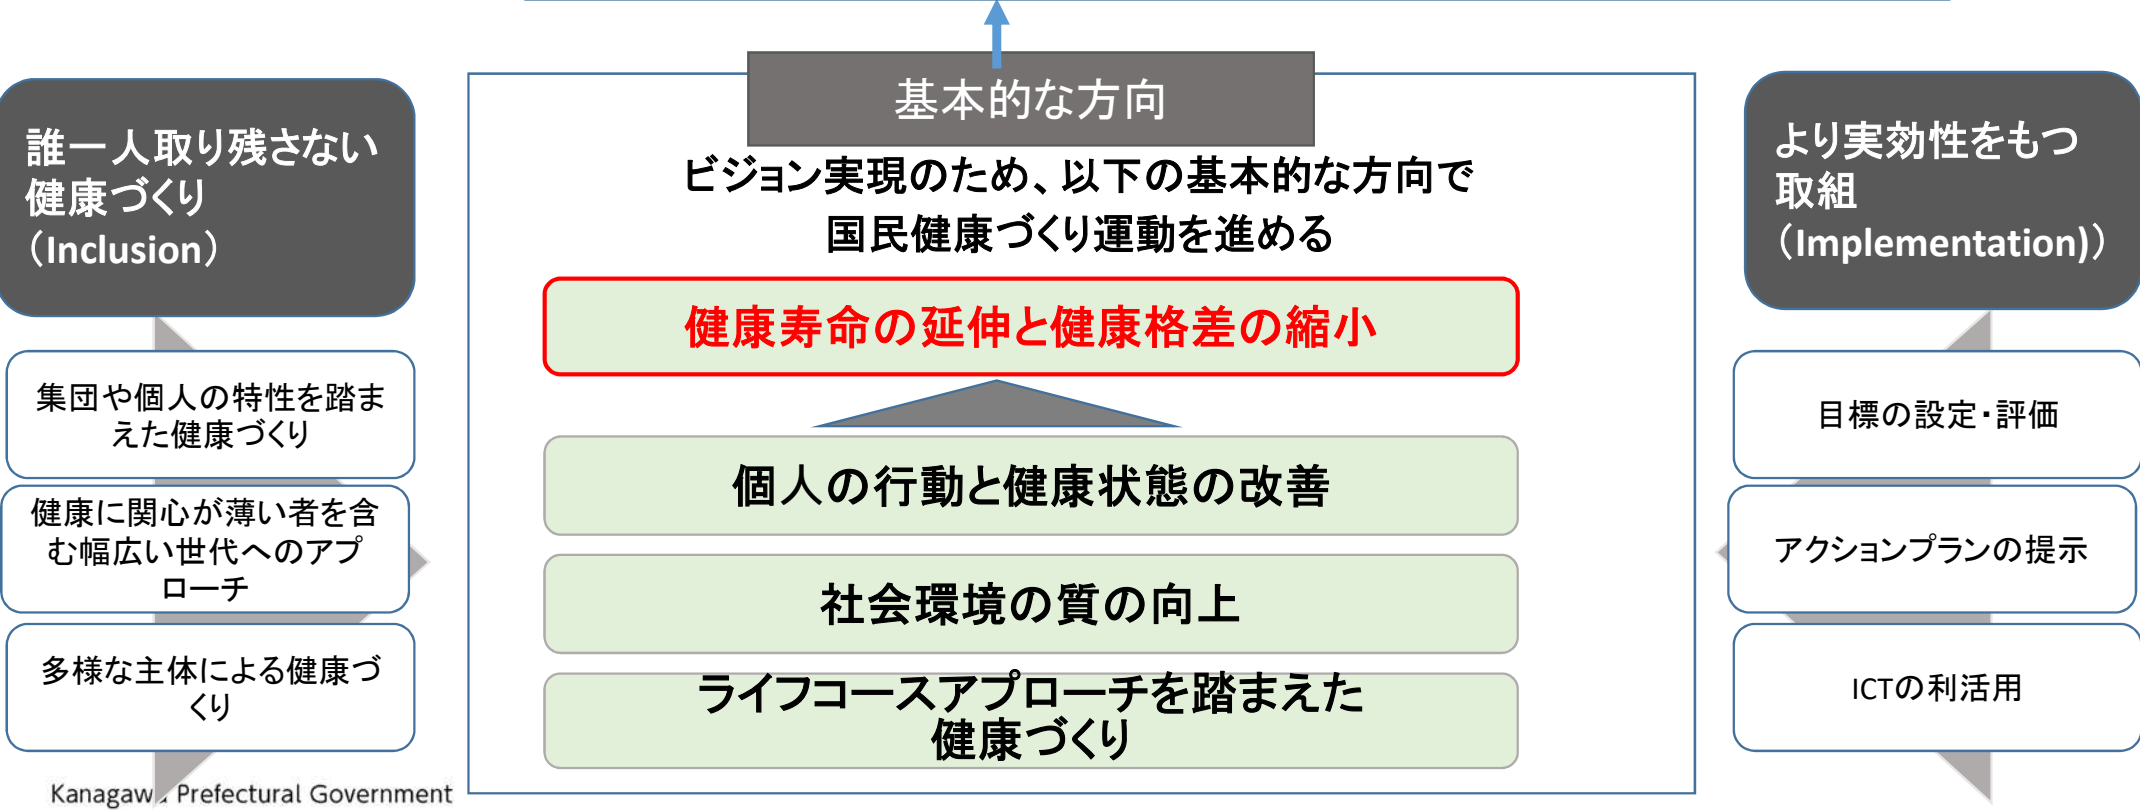 基本的な方向
誰一人取り残さない
健康づくり
（Inclusion）
集団や個人の特性を踏ま
えた健康づくり
健康に関心が薄い者を含
む幅広い世代へのアプ
ローチ
多様な主体による健康づ
くり
ビジョン実現のため、以下の基本的な方向で
国民健康づくり運動を進める
健康寿命の延伸と健康格差の縮小
個人の行動と健康状態の改善
社会環境の質の向上
ライフコースアプローチを踏まえた
健康づくり
より実効性をもつ
取組
（Implementation)）
目標の設定・評価
アクションプランの提示
ICTの利活用
Kanagawa Prefectural Government